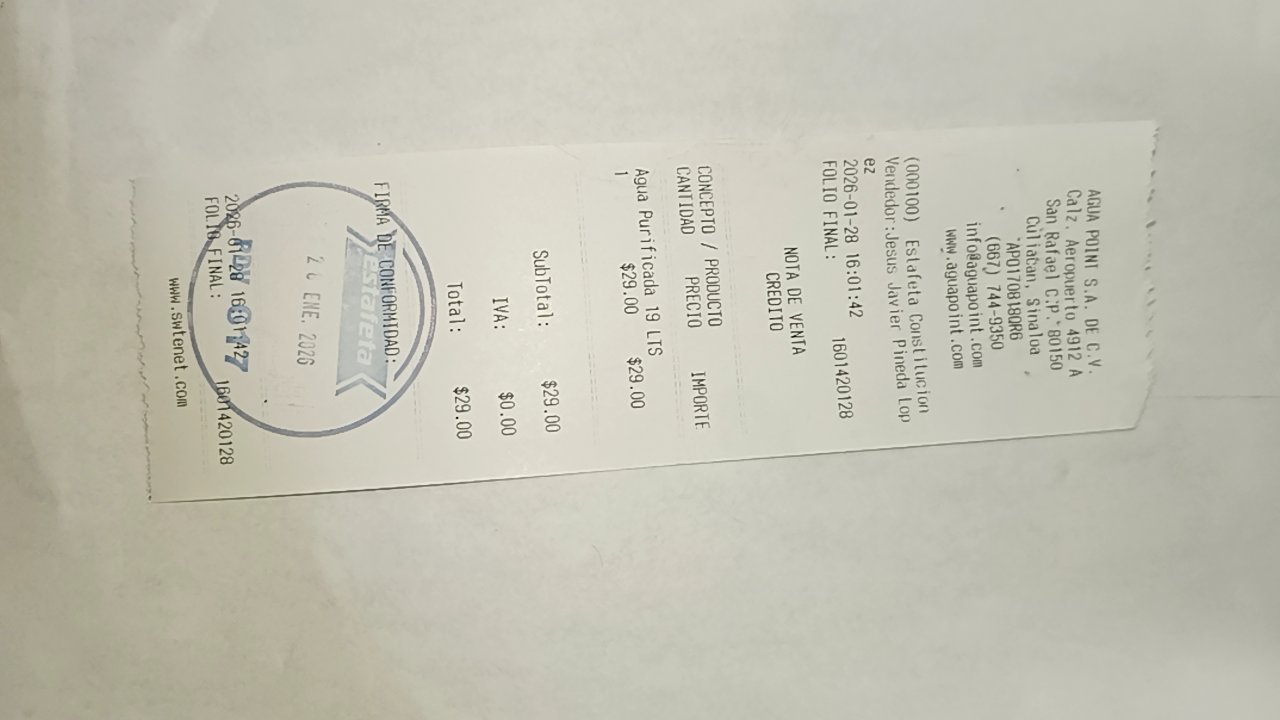 AGUA POINT S.A. DE C.V.
Calz. Aeropuerto 4912 A
San Rafael C.P. 80150
Culiacan, Sinaloa
APO170818QR6
(667) 744-9350
info@aguapoint.com
www.aguapoint.com
(000100) Estafeta Constitucion
Vendedor:Jesus Javier Pineda Lop
ez
2026-01-28 16:01:42
FOLIO FINAL: 1601420128
NOTA DE VENTA
CREDITO
CONCEPTO / PRODUCTO
CANTIDAD PRECIO IMPORTE
Agua Purificada 19 LTS
1 $29.00 $29.00
SubTotal: $29.00
IVA: $0.00
Total: $29.00
FIRMA DE CONFORMIDAD:
estafeta
ENE. 2026
2026-01-28 16:01:42
FOLIO FINAL: 1601420128
www.swtenet.com